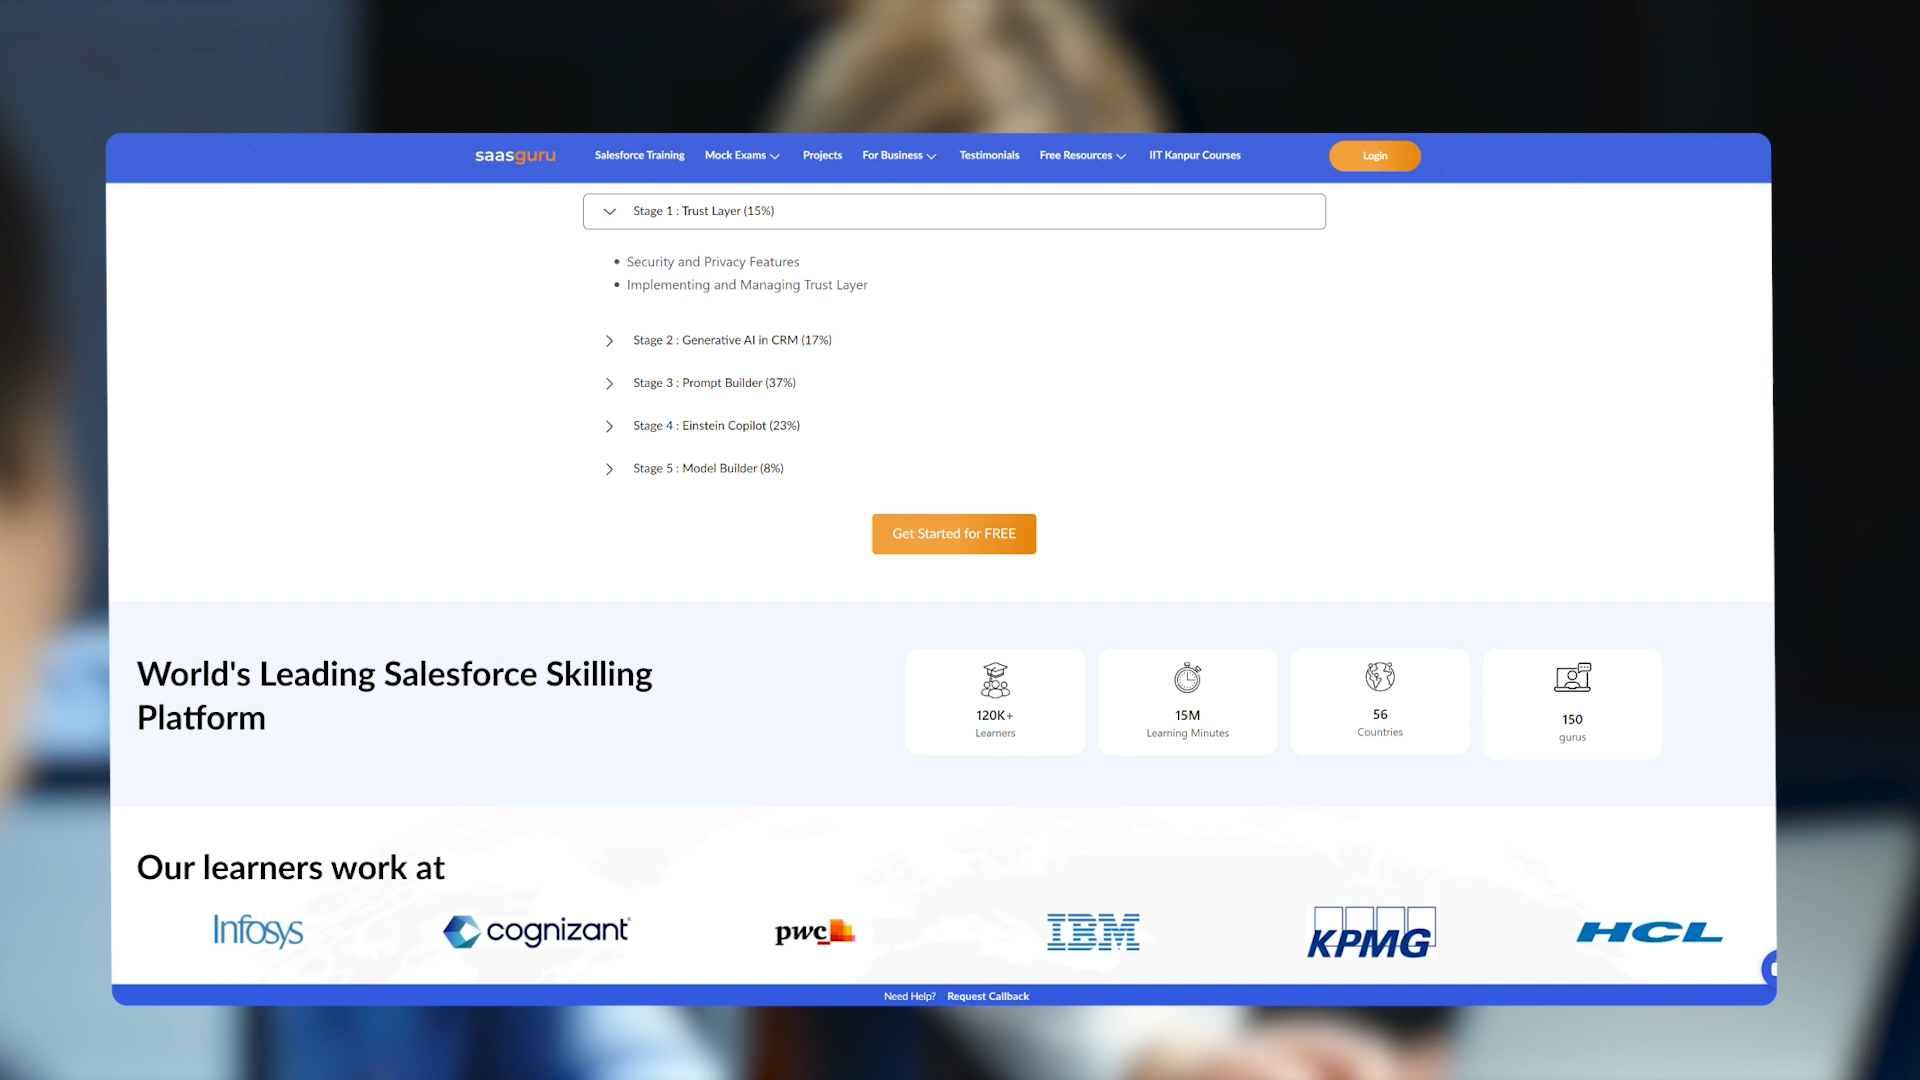 saasguru
Salesforce Training
Mock Exams
Projects
For Business
Testimonials
Free Resources
IIT Kanpur Courses
Login
Stage 1 : Trust Layer (15%)
• Security and Privacy Features
• Implementing and Managing Trust Layer
Stage 2 : Generative AI in CRM (17%)
Stage 3 : Prompt Builder (37%)
Stage 4 : Einstein Copilot (23%)
Stage 5 : Model Builder (8%)
Get Started for FREE
World's Leading Salesforce Skilling
Platform
120K+
Learners
15M
Learning Minutes
56
Countries
150
gurus
Our learners work at
Infosys
cognizant
pwc
IBM
KPMG
HCL
Need Help? Request Callback